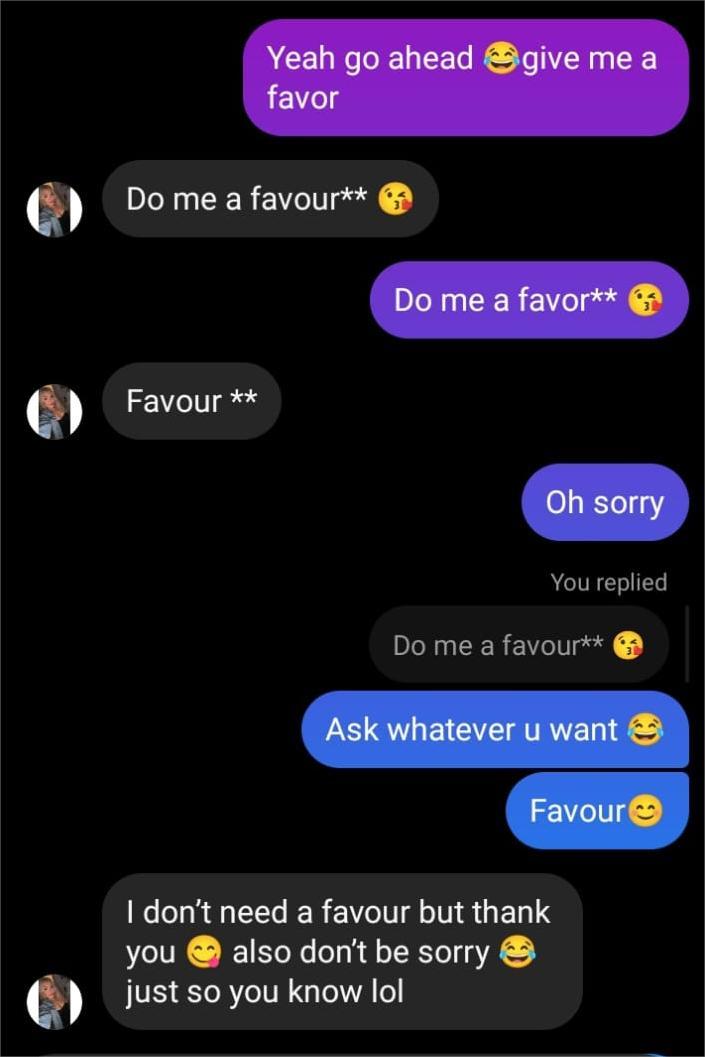 Yeah go ahead 😂give me a
favor
Do me a favour** 😘
Do me a favor** 😘
Favour **
Oh sorry
You replied
Do me a favour** 😘
Ask whatever u want 😂
Favour😊
I don’t need a favour but thank
you 😋 also don’t be sorry 😂
just so you know lol